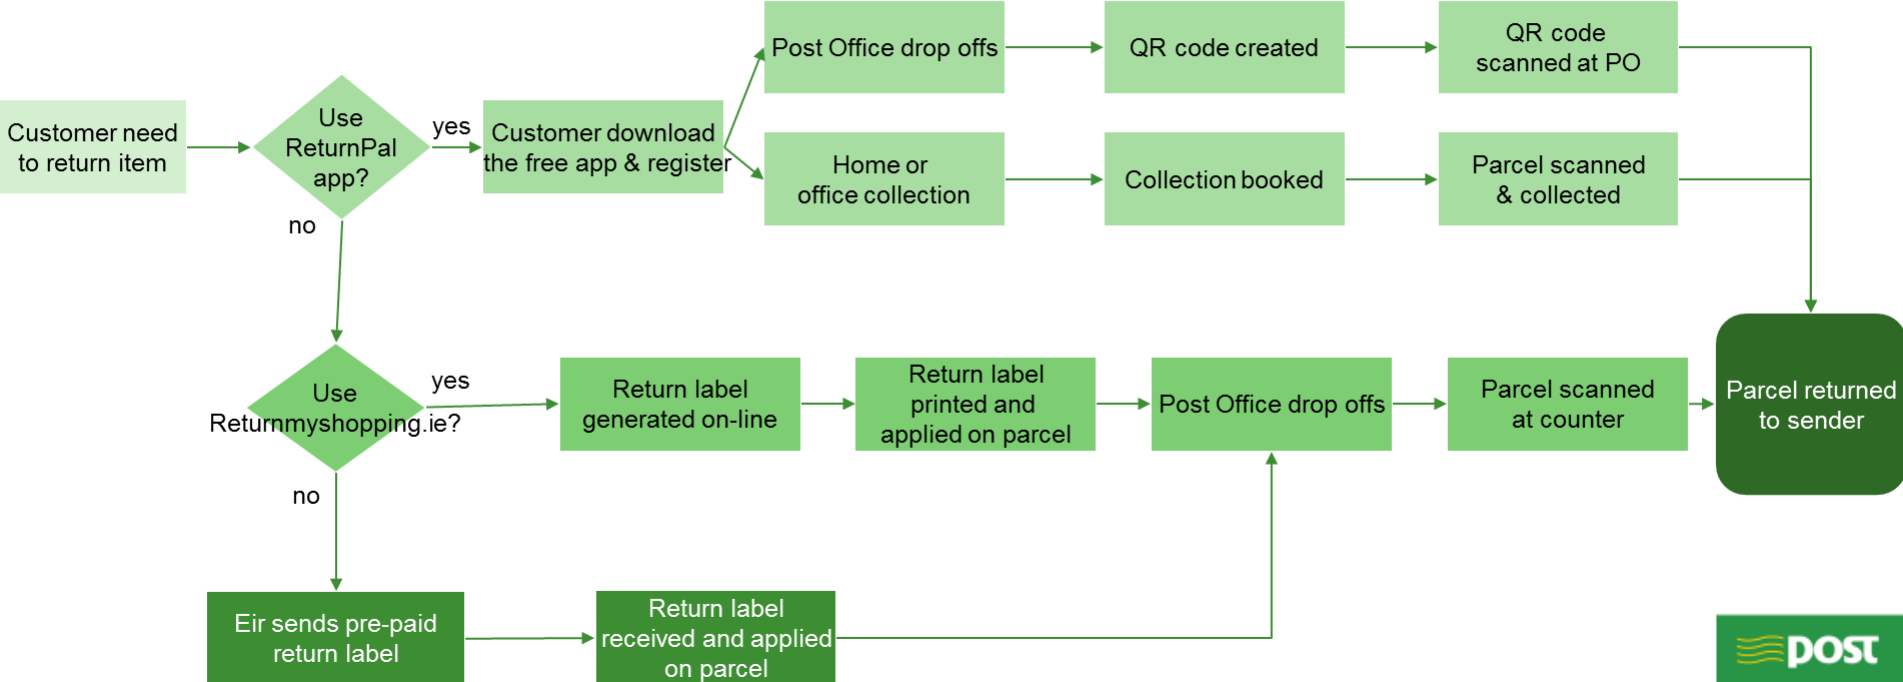 Post Office drop offs
QR code created
QR code
scanned at PO
Customer need
to return item
Use
ReturnPal
app?
yes
Customer download
the free app & register
Home or
office collection
Collection booked
Parcel scanned
& collected
no
Use
Returnmyshopping.ie?
yes
Return label
generated on-line
Return label
printed and
applied on parcel
Post Office drop offs
Parcel scanned
at counter
Parcel returned
to sender
no
Eir sends pre-paid
return label
Return label
received and applied
on parcel
post